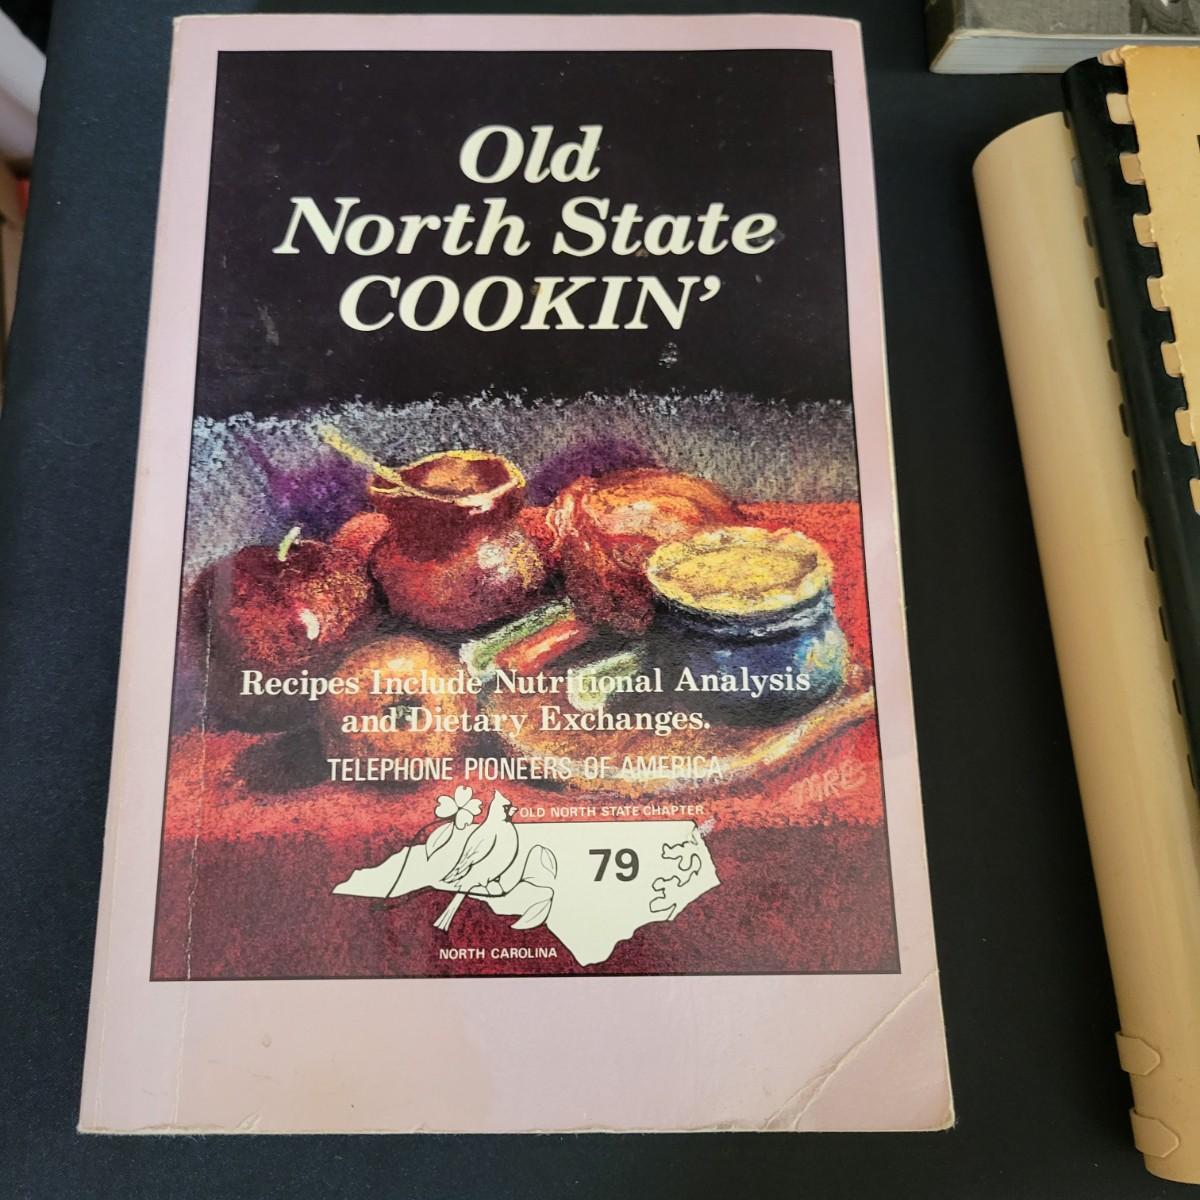 Old
North State
COOKIN'
Recipes Include Nutritional Analysis
and Dietary Exchanges.
TELEPHONE PIONEERS OF AMERICA
MRE
OLD NORTH STATE CHAPTER
79
NORTH CAROLINA